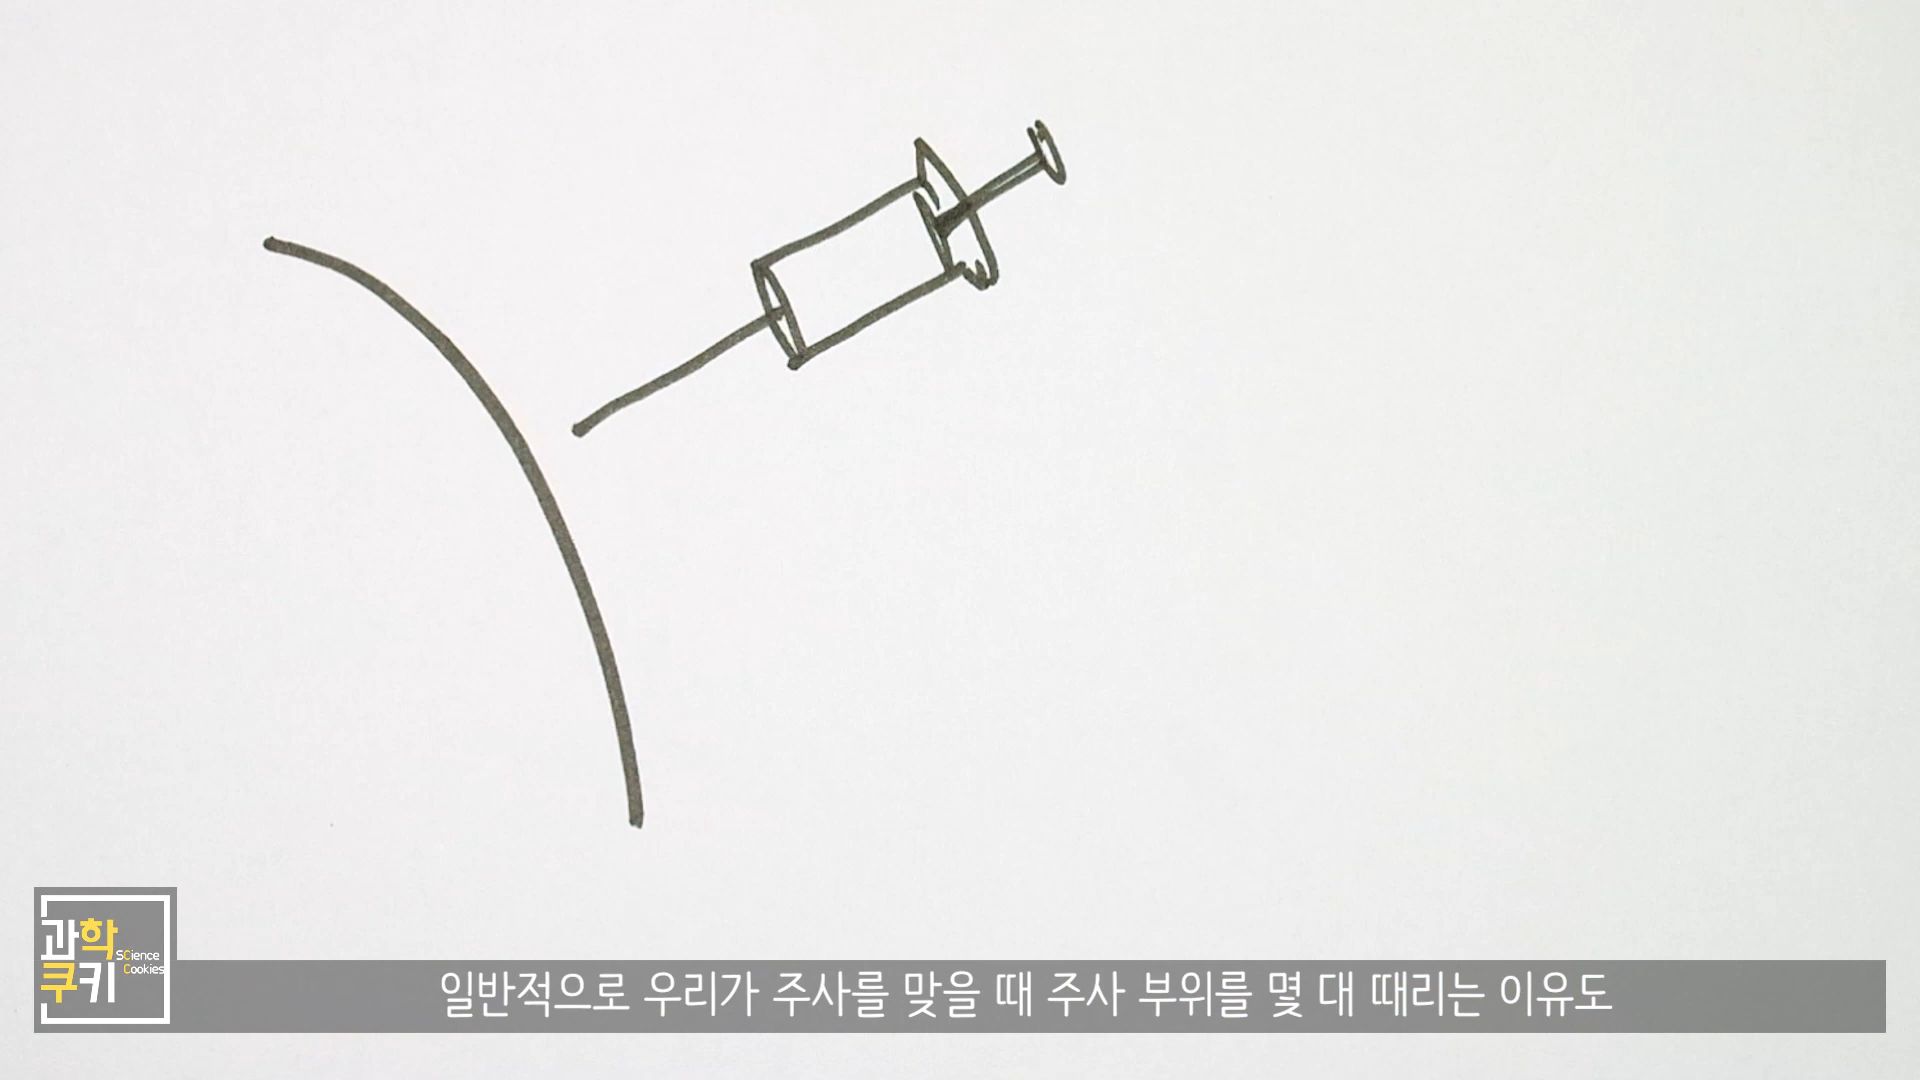 과학
쿠키
Science
Cookies
일반적으로 우리가 주사를 맞을 때 주사 부위를 몇 대 때리는 이유도